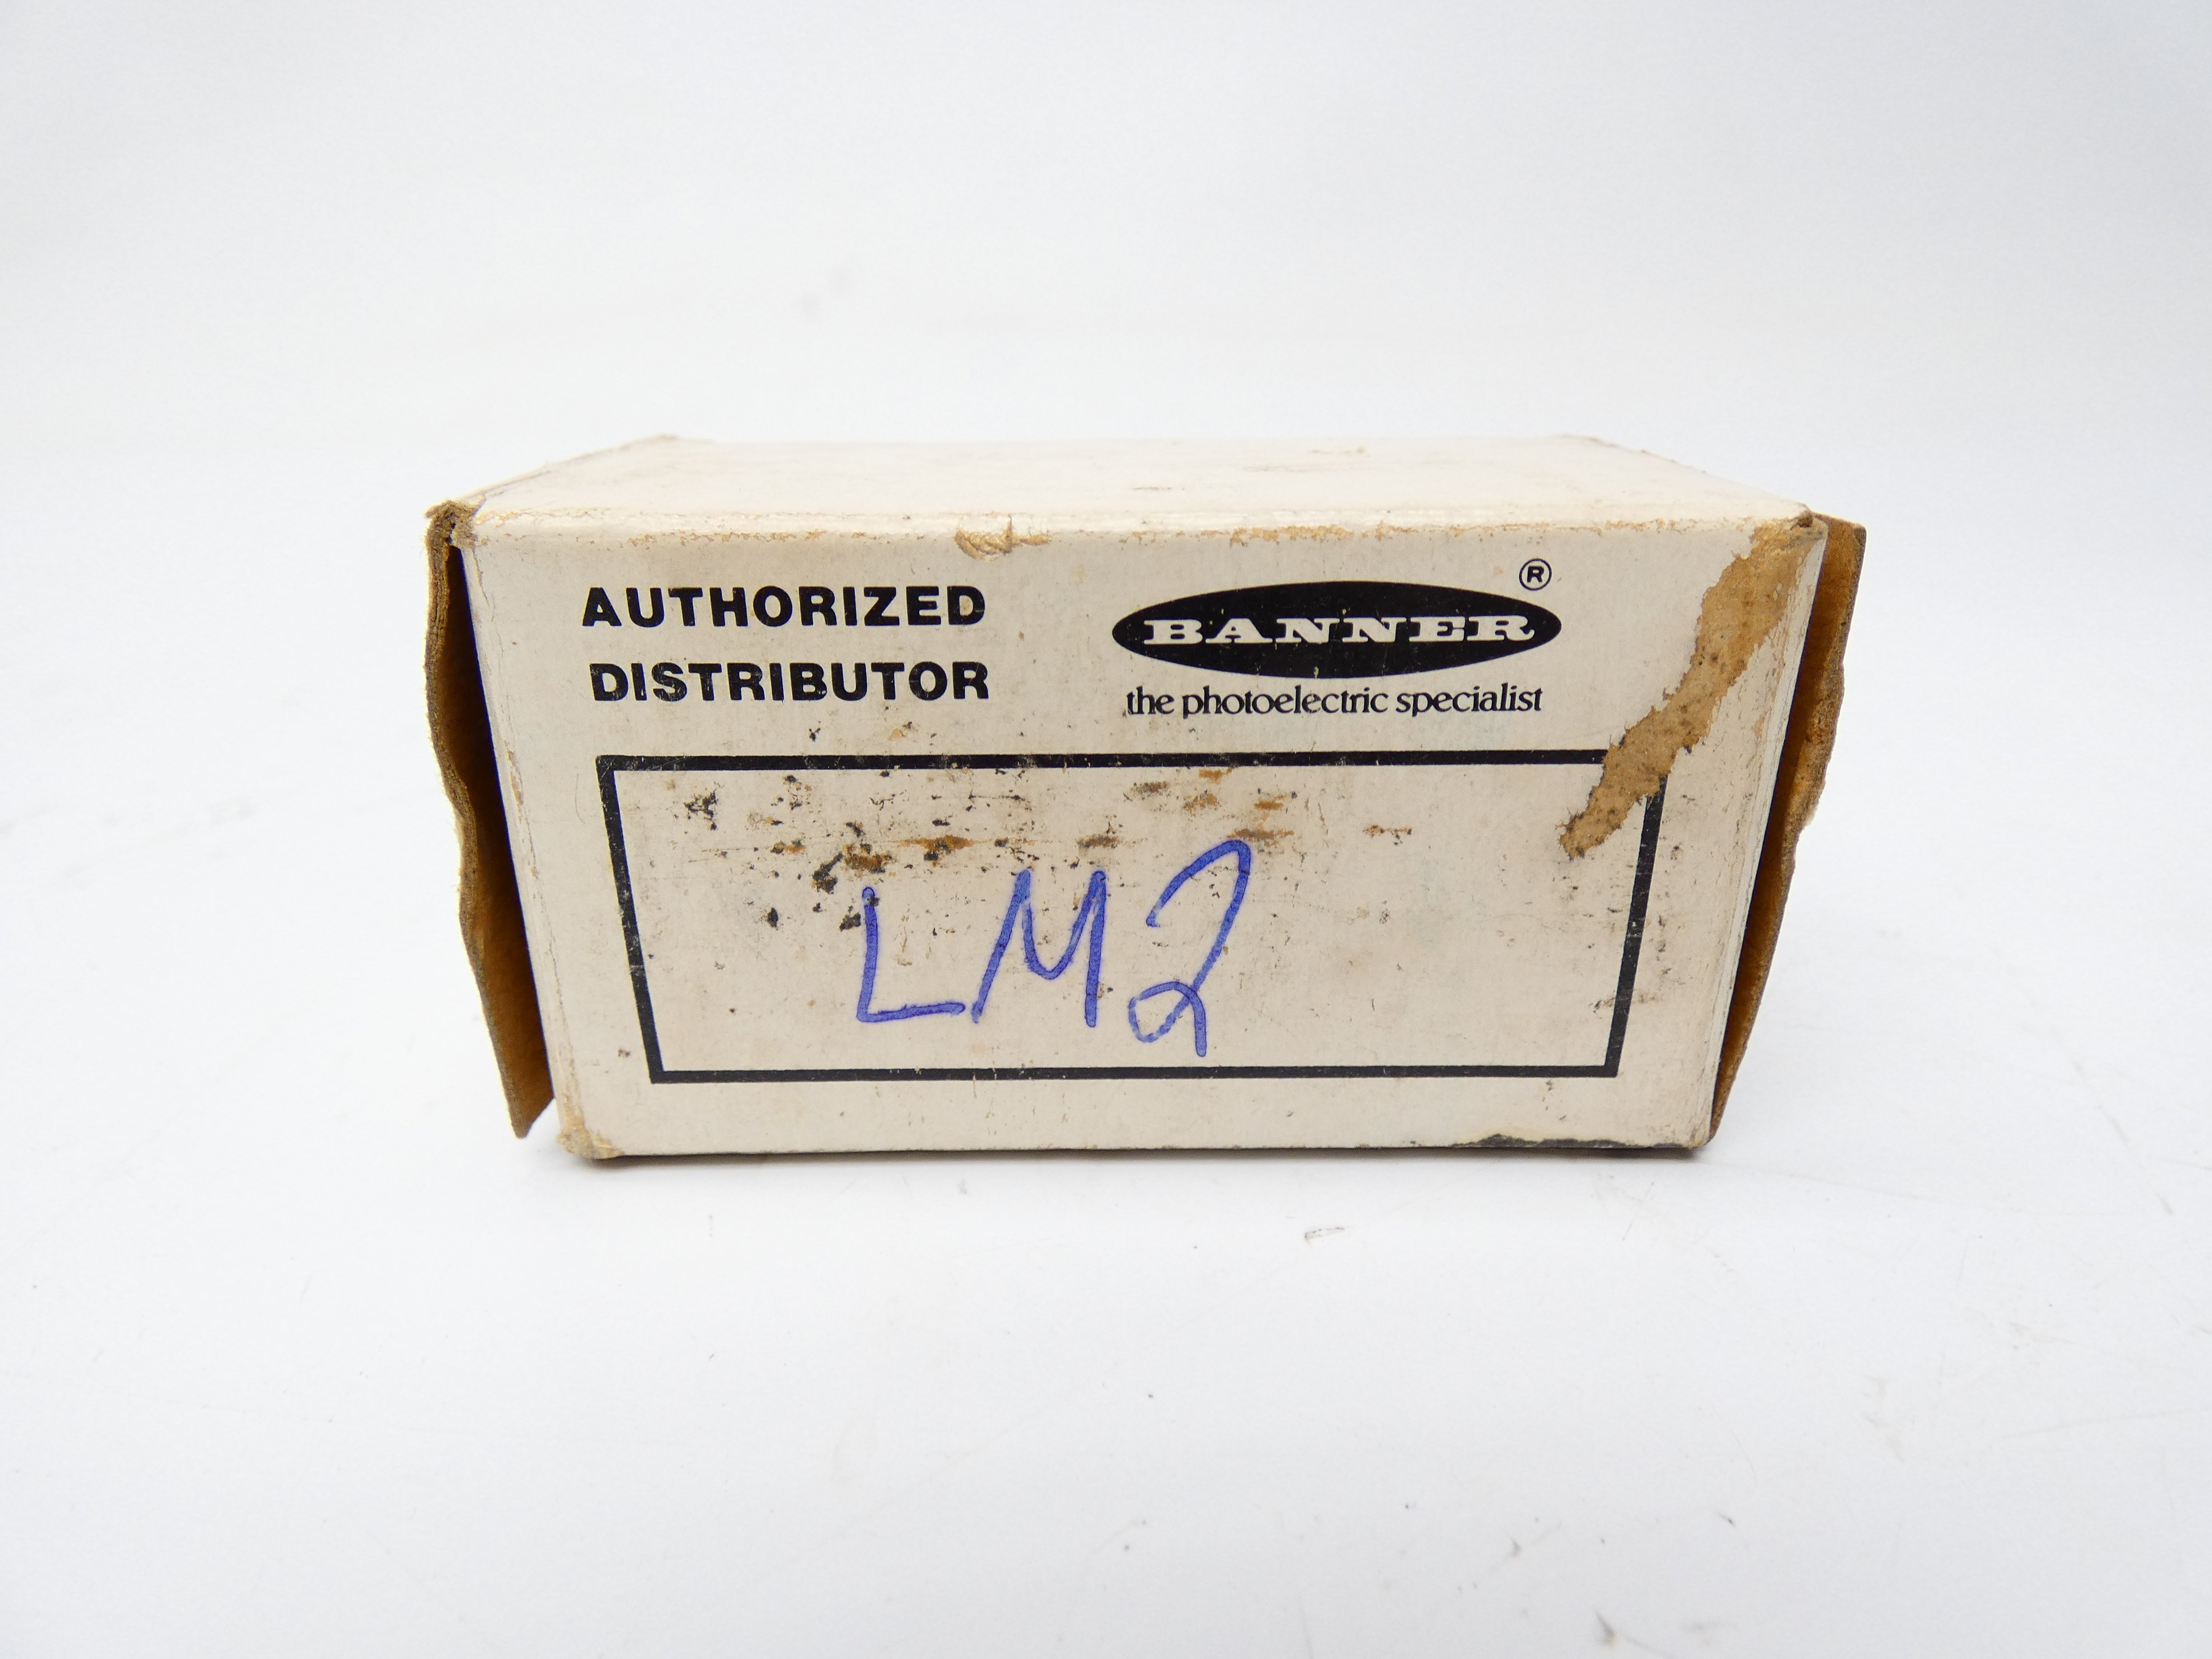 AUTHORIZED
DISTRIBUTOR
BANNER®
the photoelectric specialist
LM2